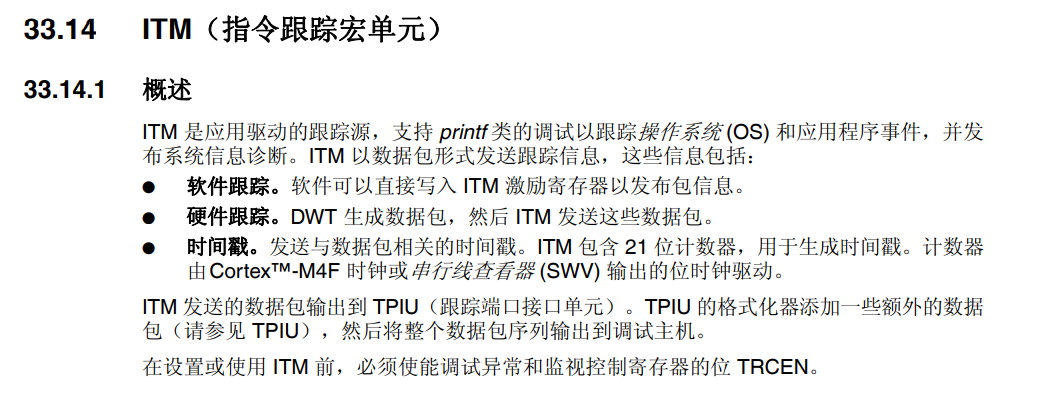 33.14 ITM（指令跟踪宏单元）
33.14.1 概述
ITM 是应用驱动的跟踪源，支持 printf 类的调试以跟踪操作系统 (OS) 和应用程序事件，并发
布系统信息诊断。ITM 以数据包形式发送跟踪信息，这些信息包括：
● 软件跟踪。软件可以直接写入 ITM 激励寄存器以发布包信息。
● 硬件跟踪。DWT 生成数据包，然后 ITM 发送这些数据包。
● 时间戳。发送与数据包相关的时间戳。ITM 包含 21 位计数器，用于生成时间戳。计数器
由Cortex™-M4F 时钟或串行线查看器 (SWV) 输出的位时钟驱动。
ITM 发送的数据包输出到 TPIU（跟踪端口接口单元）。TPIU 的格式化器添加一些额外的数据
包（请参见 TPIU），然后将整个数据包序列输出到调试主机。
在设置或使用 ITM 前，必须使能调试异常和监视控制寄存器的位 TRCEN。